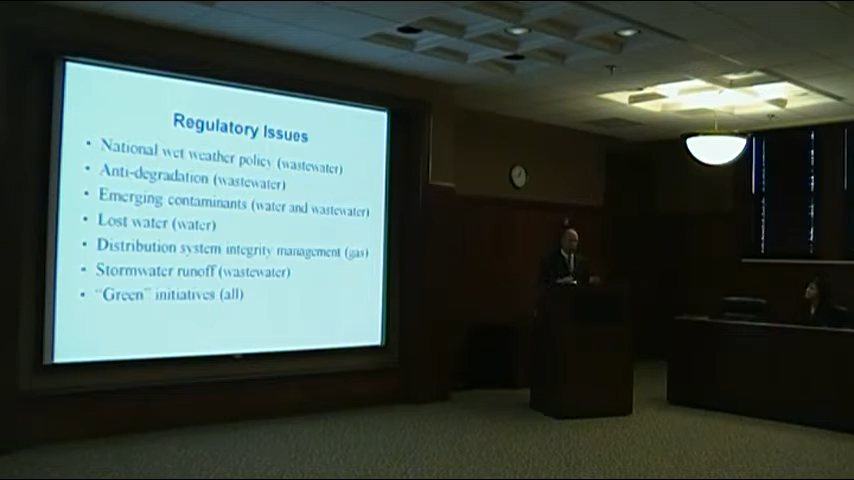 Regulatory Issues
• National wet weather policy (wastewater)
• Anti-degradation (wastewater)
• Emerging contaminants (water and wastewater)
• Lost water (water)
• Distribution system integrity management (gas)
• Stormwater runoff (wastewater)
• “Green” initiatives (all)